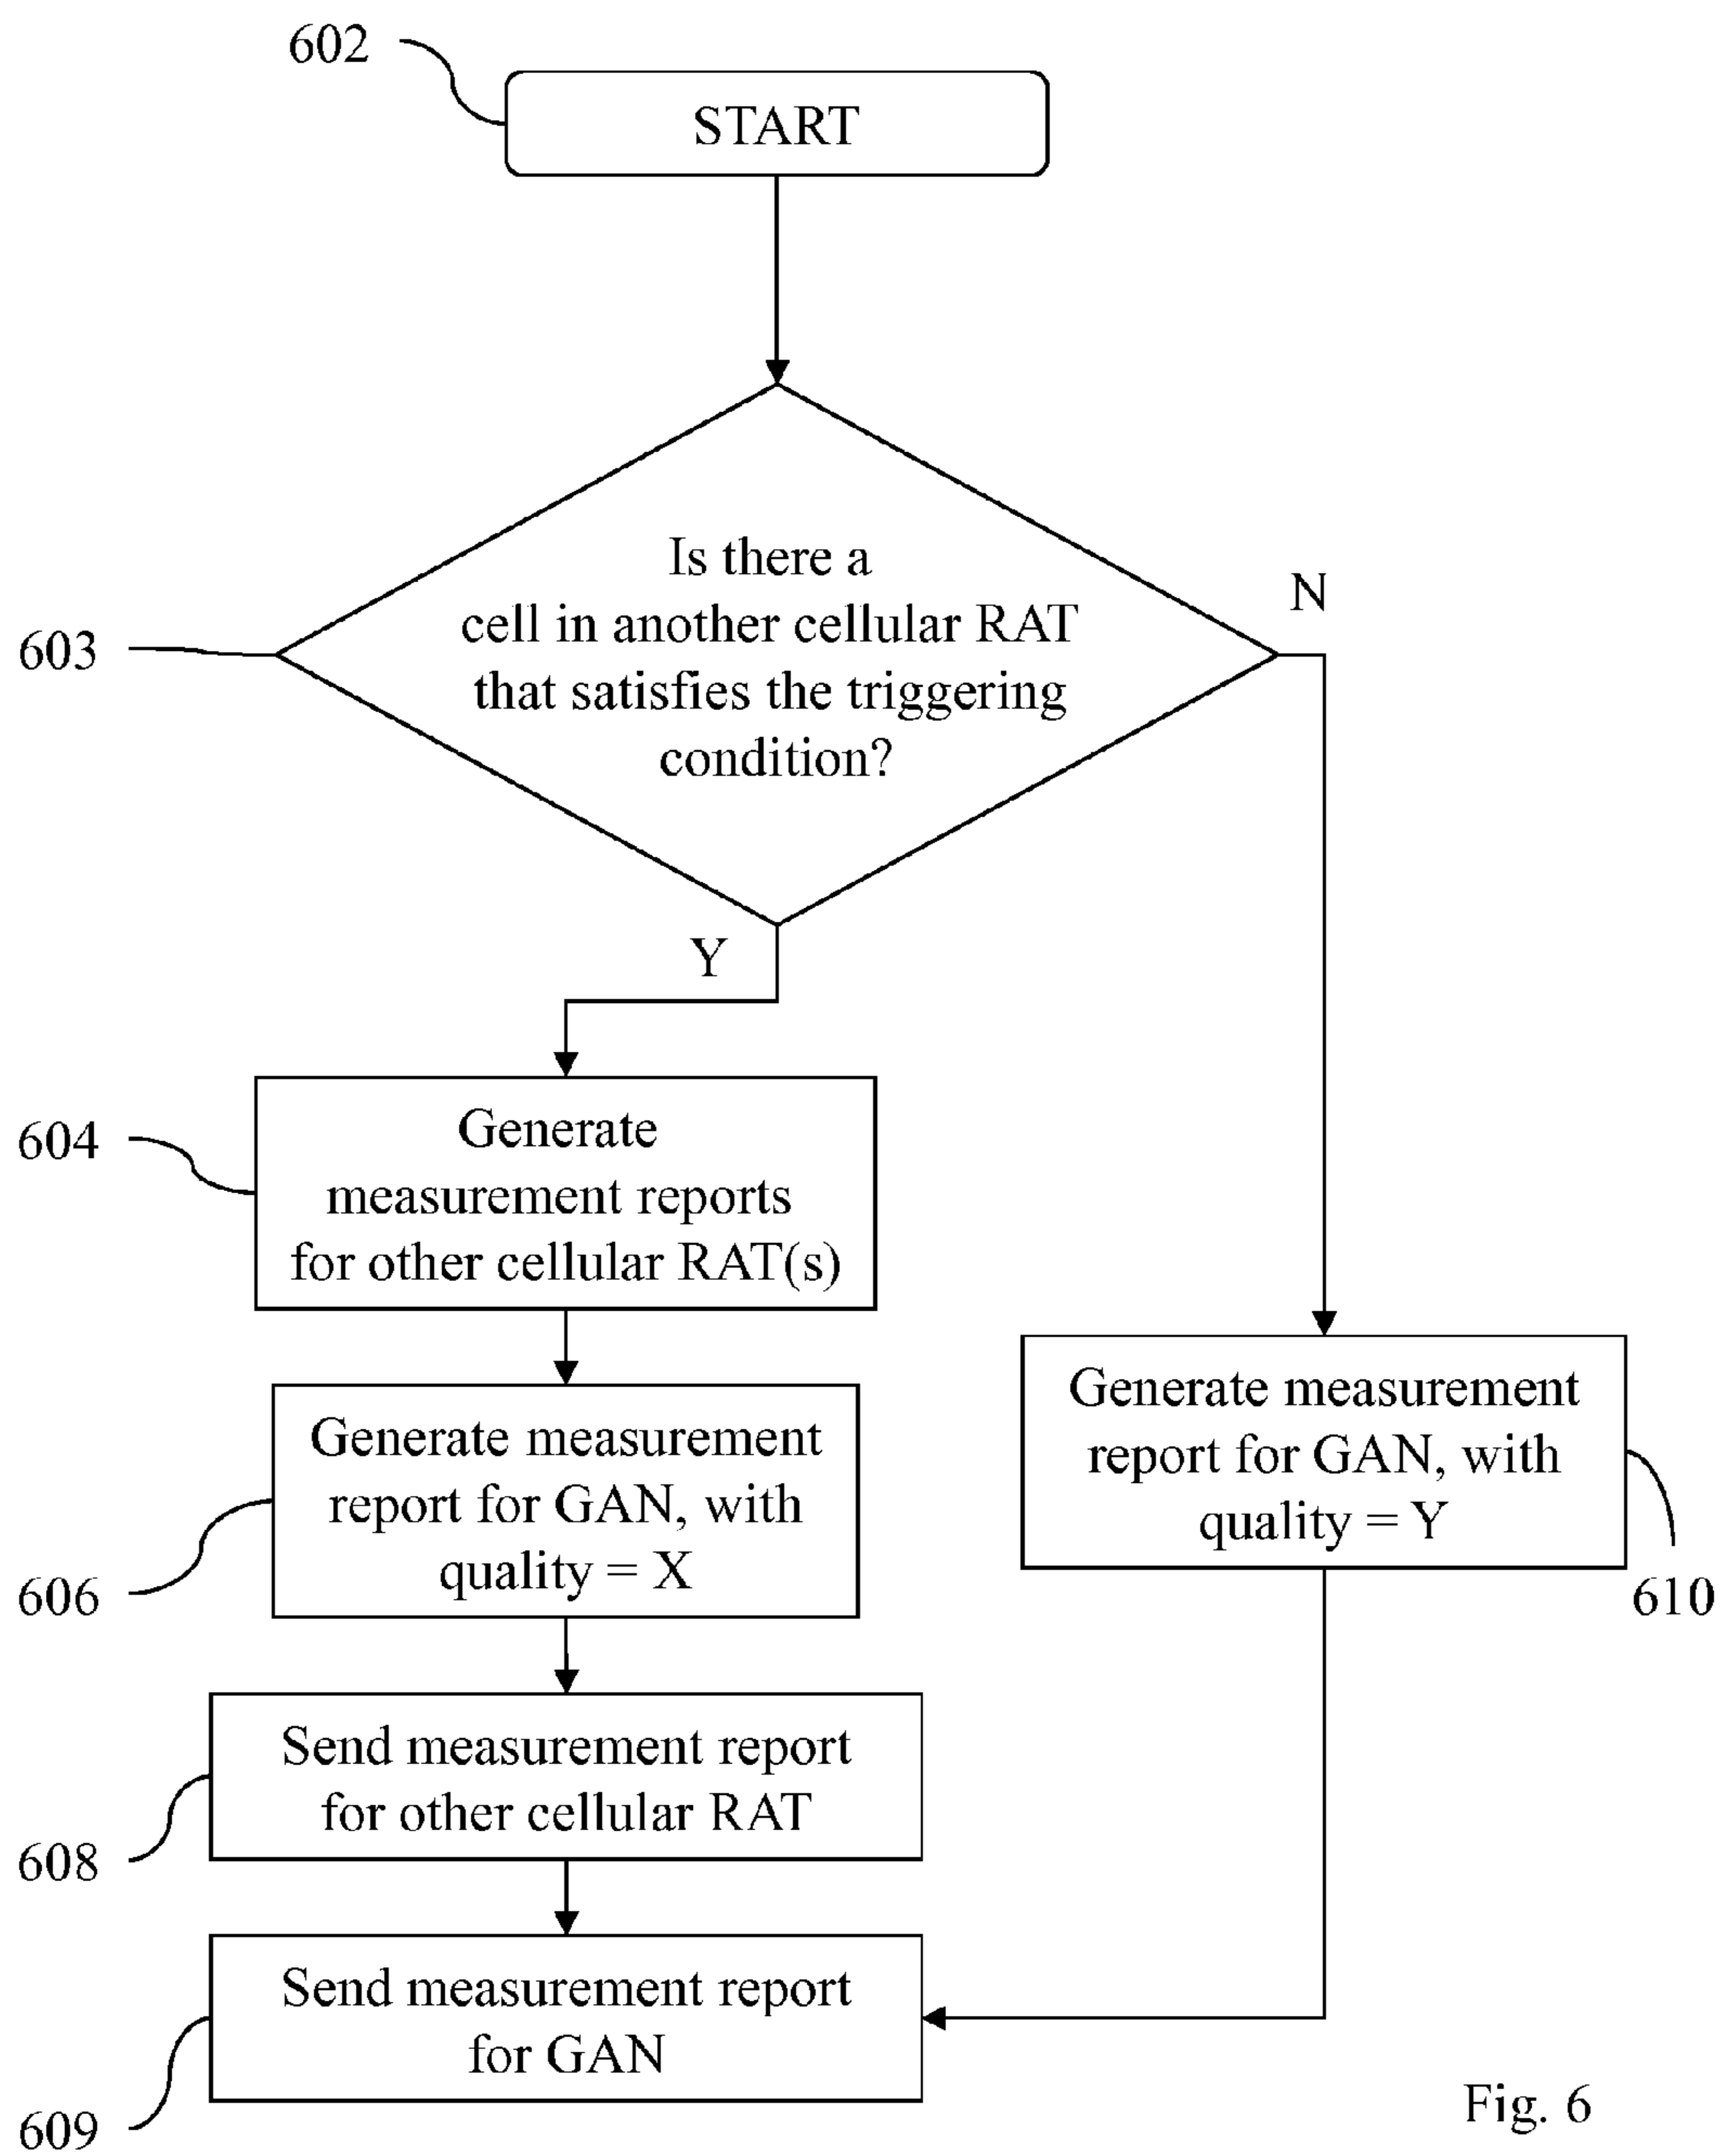 602
START
Is there a
cell in another cellular RAT
that satisfies the triggering
condition?
603
N
Y
604
Generate
measurement reports
for other cellular RAT(s)
Generate measurement
report for GAN, with
quality = X
606
Generate measurement
report for GAN, with
quality = Y
610
Send measurement report
for other cellular RAT
608
Send measurement report
for GAN
609
Fig. 6